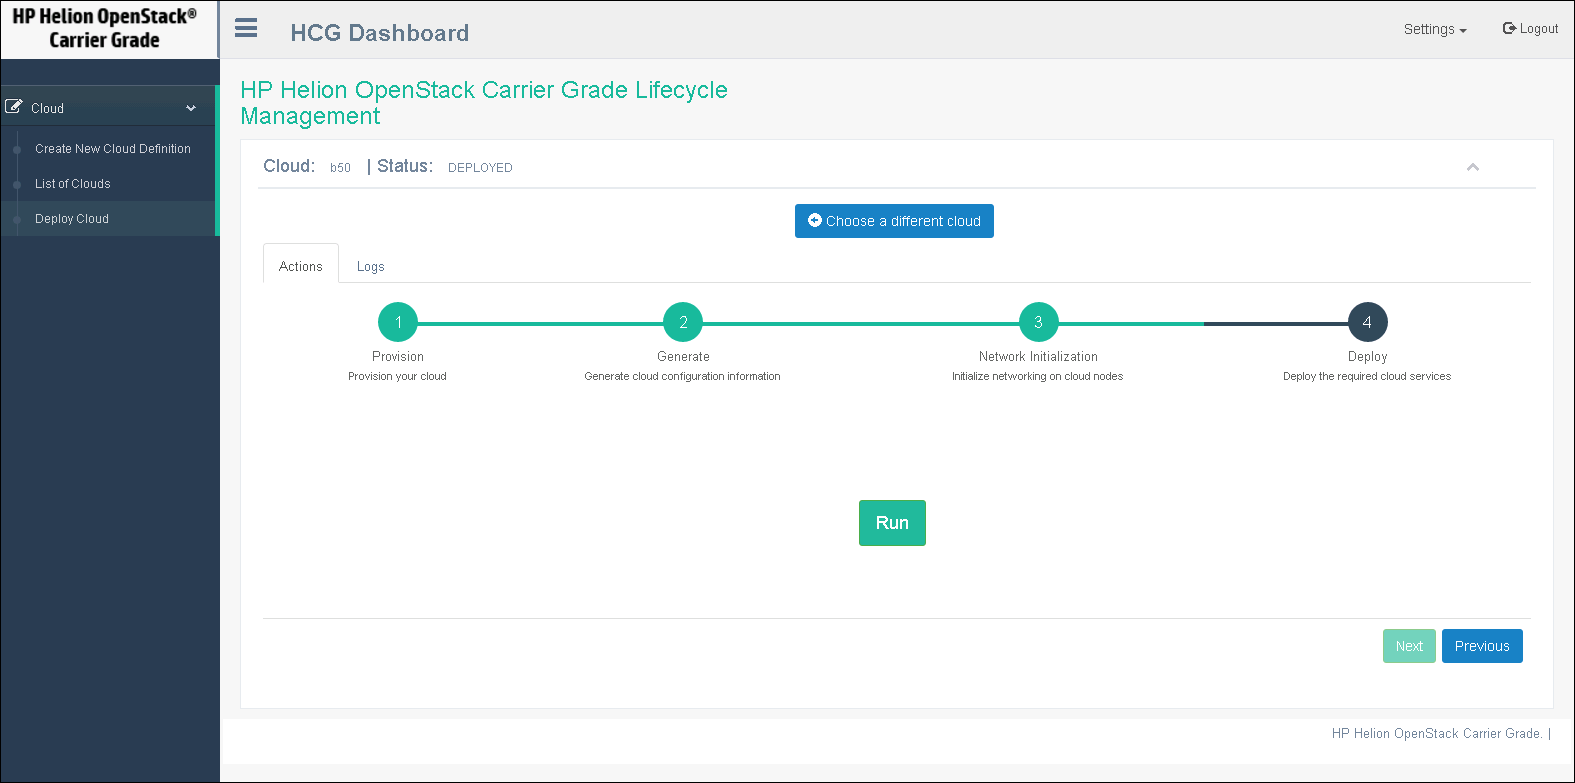 HP Helion OpenStack®
Carrier Grade
HCG Dashboard
Settings
Logout
Cloud
Create New Cloud Definition
List of Clouds
Deploy Cloud
HP Helion OpenStack Carrier Grade Lifecycle
Management
Cloud: b50 | Status: DEPLOYED
Choose a different cloud
Actions Logs
1 2 3 4
Provision Generate Network Initialization Deploy
Provision your cloud Generate cloud configuration information Initialize networking on cloud nodes Deploy the required cloud services
Run
Next Previous
HP Helion OpenStack Carrier Grade. |